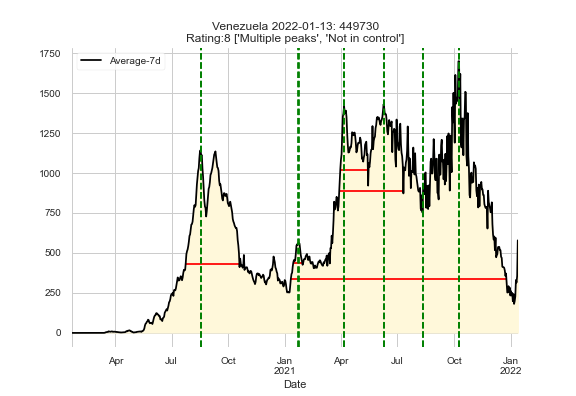 Venezuela 2022-01-13: 449730
Rating:8 ['Multiple peaks', 'Not in control']
Average-7d
1750
1500
1250
1000
750
500
250
0
Apr
Jul
Oct
Jan
2021
Apr
Jul
Oct
Jan
2022
Date